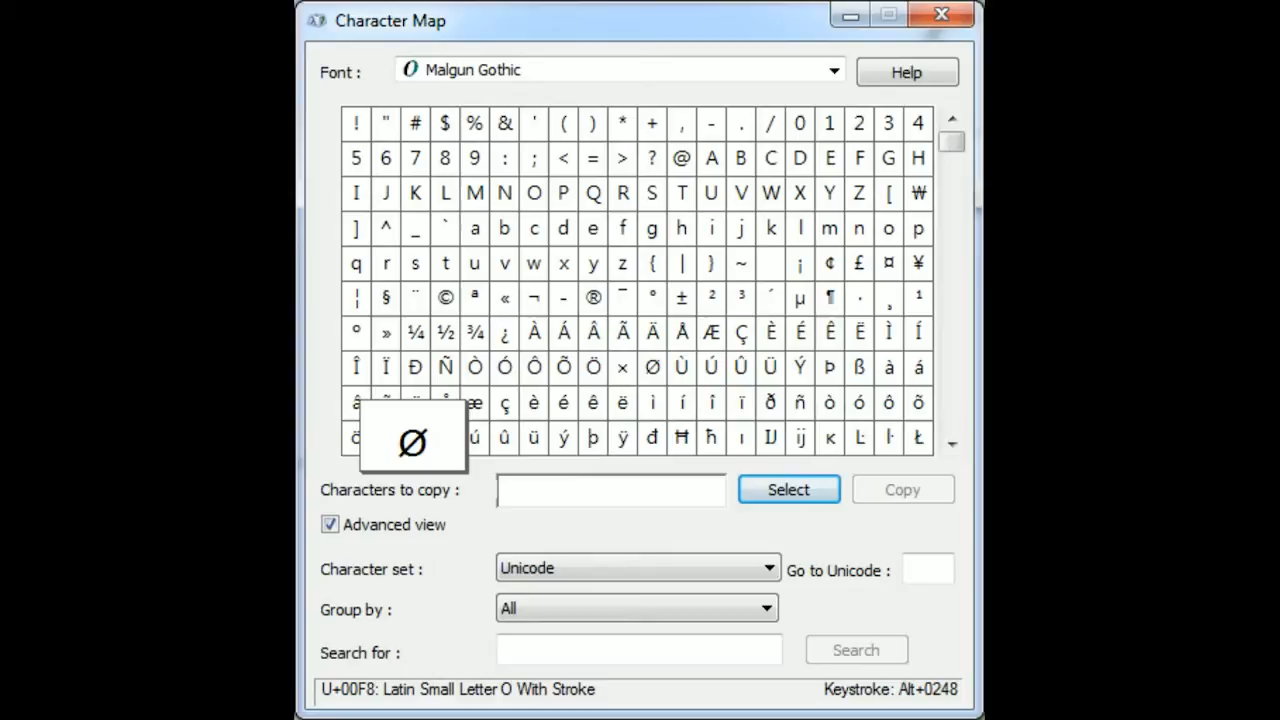 Character Map
Font :
Malgun Gothic
Help
! " # $ % & ' ( ) * + , - . / 0 1 2 3 4
5 6 7 8 9 : ; < = > ? @ A B C D E F G H
I J K L M N O P Q R S T U V W X Y Z [ ₩
] ^ _ ` a b c d e f g h i j k l m n o p
q r s t u v w x y z { | } ~ ¡ ¢ £ ¤ ¥
¦ § ¨ © ª « ¬ - ® ¯ ° ± ² ³ ´ µ ¶ · ¸ ¹
º » ¼ ½ ¾ ¿ À Á Â Ã Ä Å Æ Ç È É Ê Ë Ì Í
Î Ï Ð Ñ Ò Ó Ô Õ Ö × Ø Ù Ú Û Ü Ý Þ ß à á
æ ç è é ê ë ì í î ï ð ñ ò ó ô õ
ú û ü ý þ ÿ đ Ħ ħ ı Ĳ ĳ ĸ Ŀ ŀ Ł
ø
Characters to copy :
Select
Copy
Advanced view
Character set :
Unicode
Go to Unicode :
Group by :
All
Search for :
Search
U+00F8: Latin Small Letter O With Stroke
Keystroke: Alt+0248